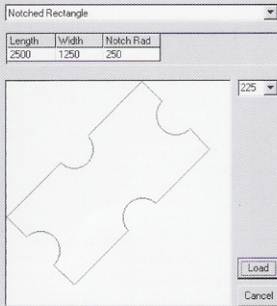 Notched Rectangle
Length Width Notch Rad
2500 1250 250
225
Load
Cancel